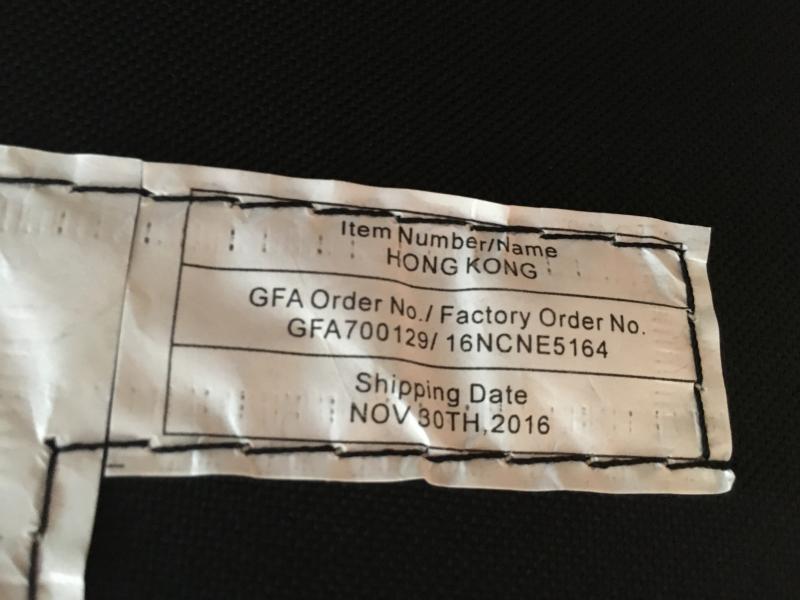 Item Number/Name
HONG KONG
GFA Order No./ Factory Order No.
GFA700129/ 16NCNE5164
Shipping Date
NOV 30TH,2016